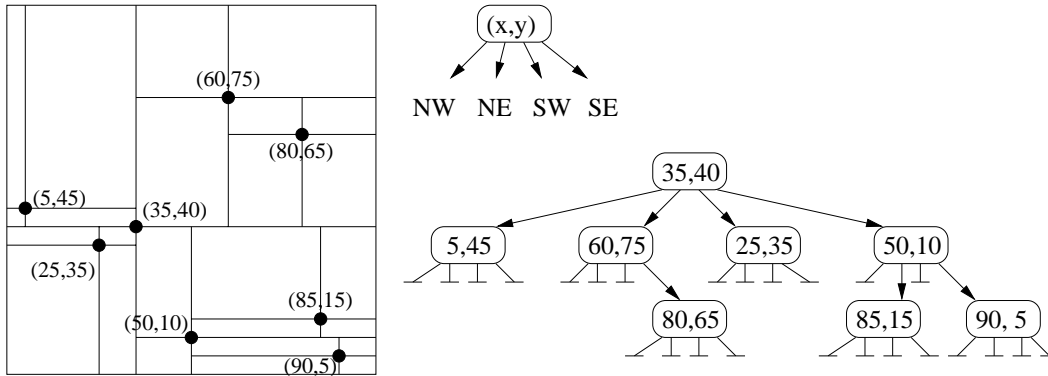 (60,75)
(80,65)
(5,45)
(35,40)
(25,35)
(85,15)
(50,10)
(90,5)
(x,y)
NW NE SW SE
35,40
5,45 60,75 25,35 50,10
80,65 85,15 90, 5